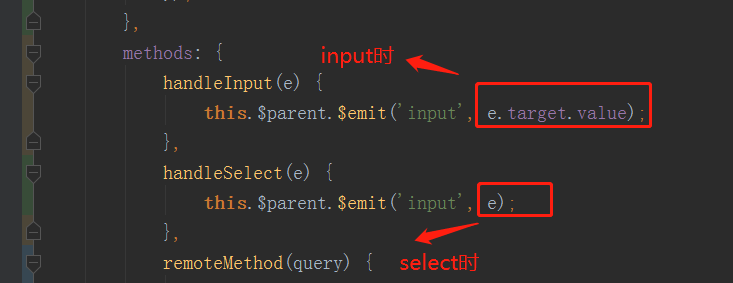 },
methods: {
input时
handleInput(e) {
this.$parent.$emit('input', e.target.value);
},
handleSelect(e) {
this.$parent.$emit('input', e);
},
select时
remoteMethod(query) {